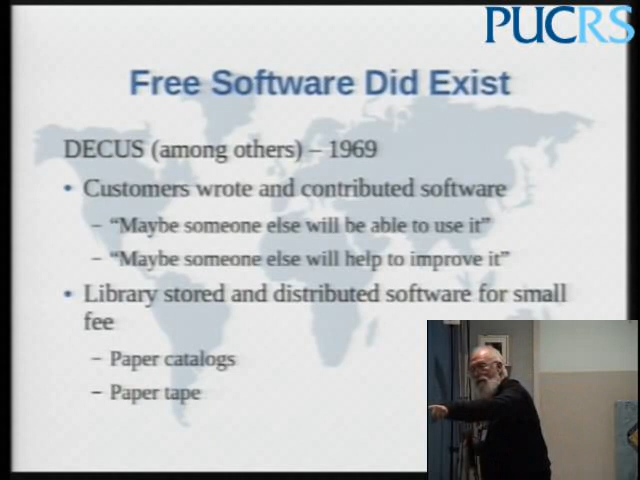 PUCRS
Free Software Did Exist
DECUS (among others) – 1969
• Customers wrote and contributed software
– “Maybe someone else will be able to use it”
– “Maybe someone else will help to improve it”
• Library stored and distributed software for small
fee
– Paper catalogs
– Paper tape